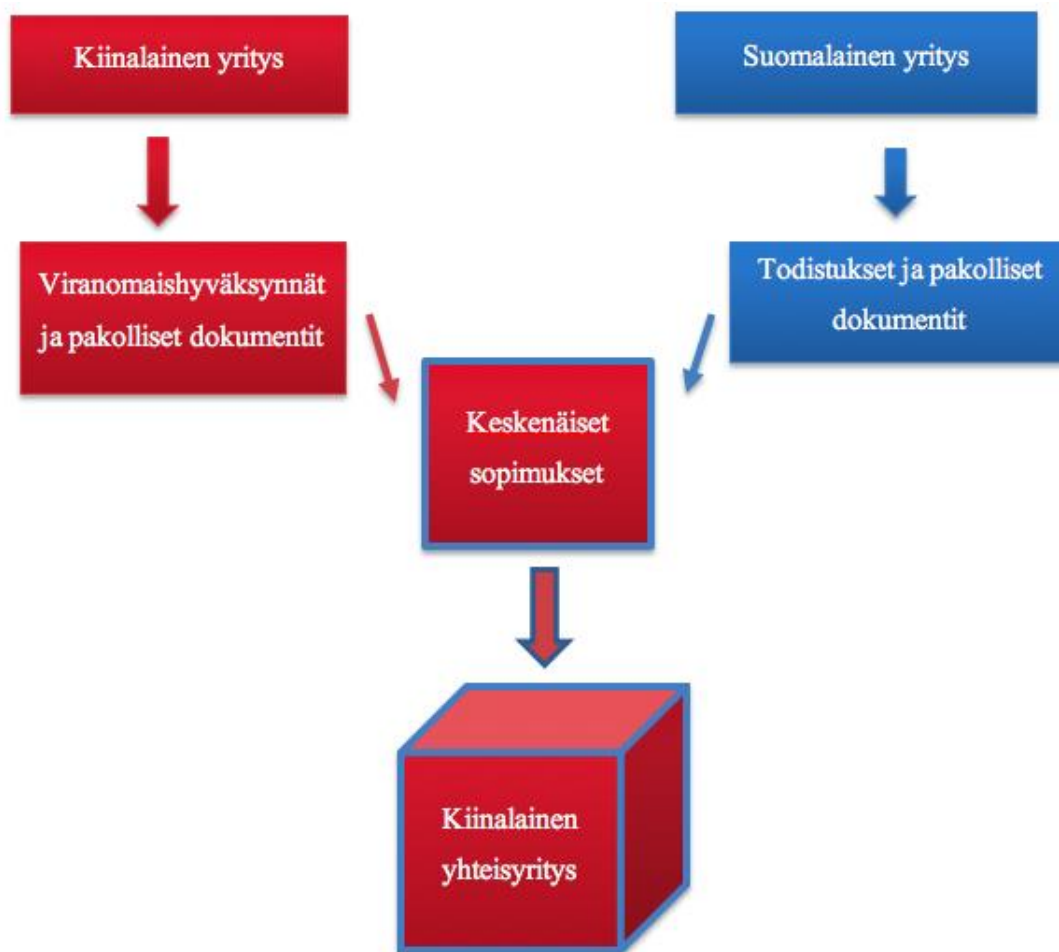 Kiinalainen yritys
Suomalainen yritys
Viranomaishyväksynnät
ja pakolliset dokumentit
Todistukset ja pakolliset
dokumentit
Keskenäiset
sopimukset
Kiinalainen
yhteisyritys